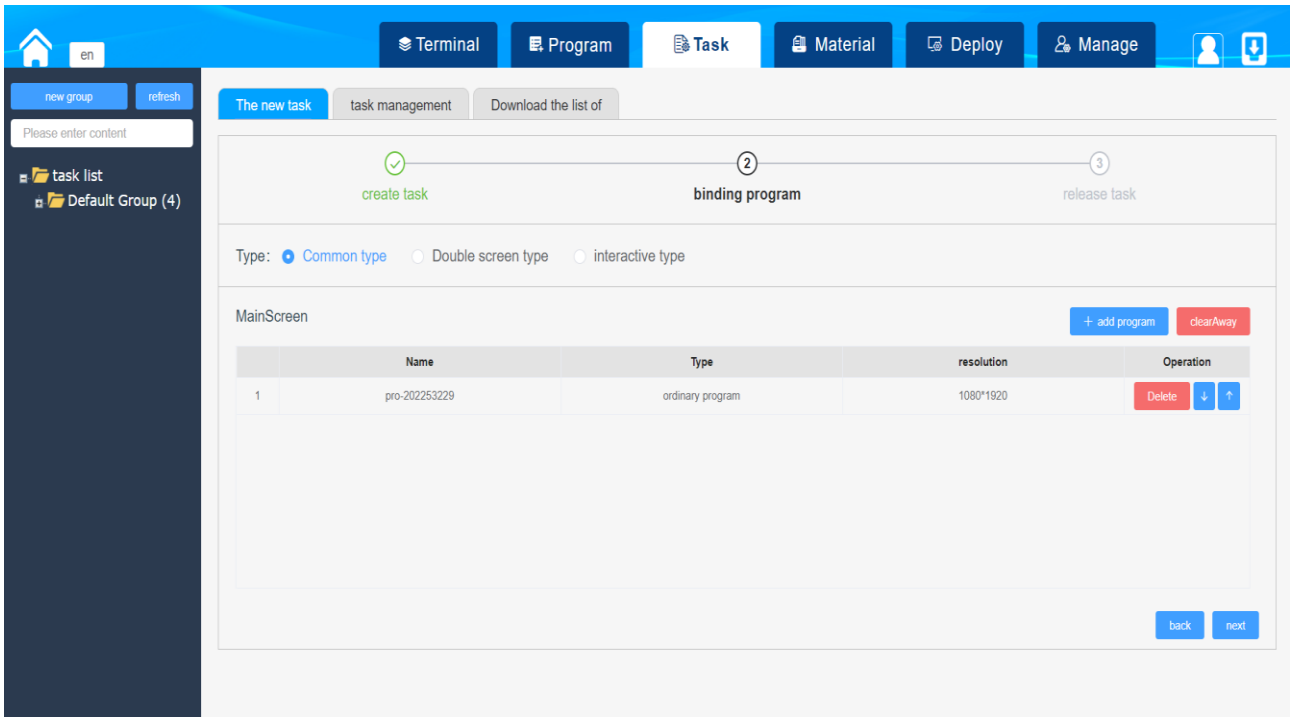 en
Terminal
Program
Task
Material
Deploy
Manage
new group
refresh
Please enter content
task list
Default Group (4)
The new task
task management
Download the list of
2
3
create task
binding program
release task
Type: Common type Double screen type interactive type
MainScreen
+ add program
clearAway
Name Type resolution Operation
1 pro-202253229 ordinary program 1080*1920 Delete ↓ ↑
back
next